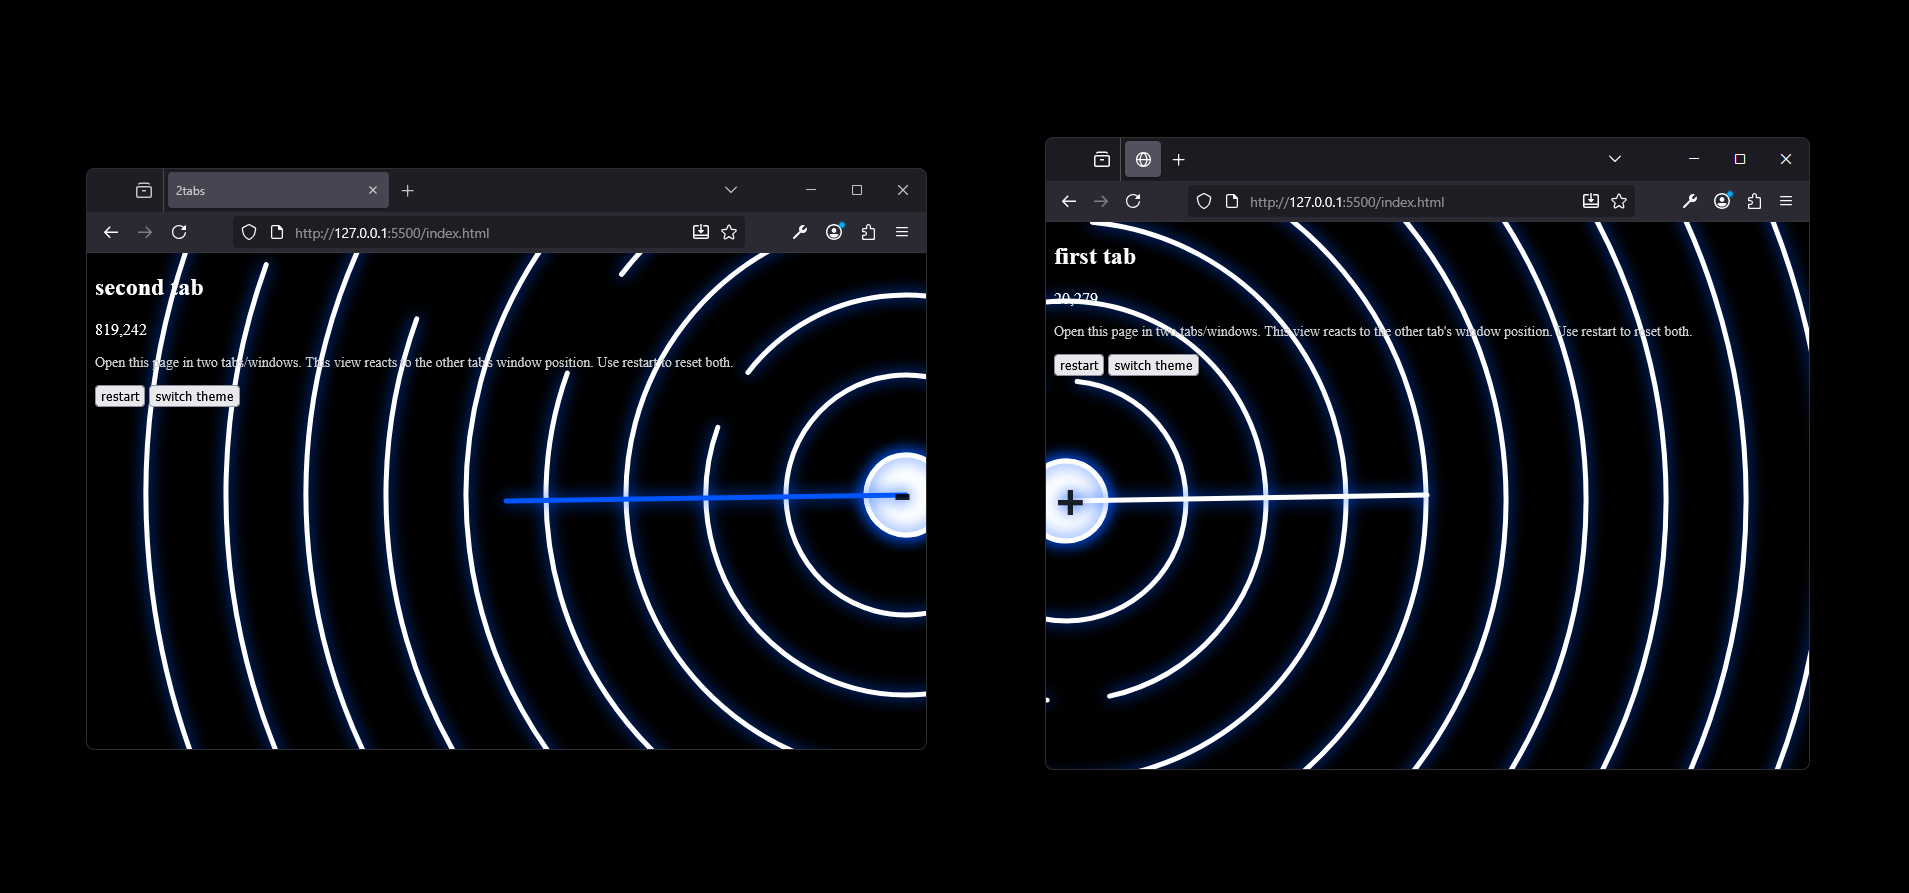 2tabs
http://127.0.0.1:5500/index.html
second tab
819,242
Open this page in two tabs/windows. This view reacts to the other tab's window position. Use restart to reset both.
restart switch theme
-
http://127.0.0.1:5500/index.html
first tab
20,279
Open this page in two tabs/windows. This view reacts to the other tab's window position. Use restart to reset both.
restart switch theme
+